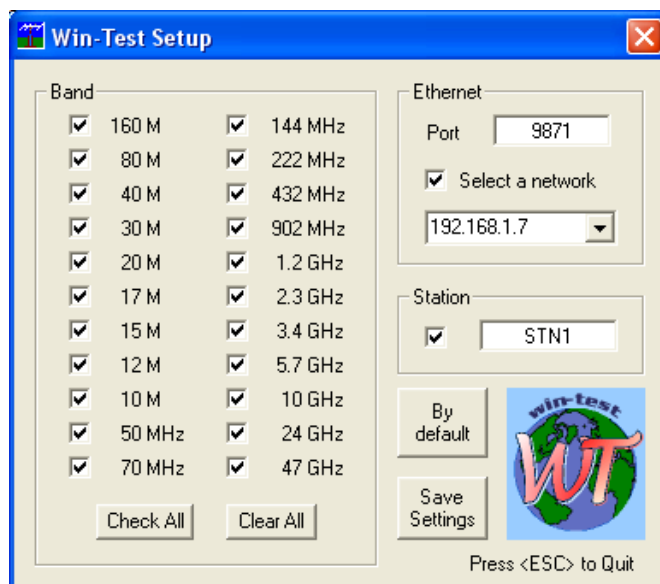 Win-Test Setup
Band
160 M
144 MHz
80 M
222 MHz
40 M
432 MHz
30 M
902 MHz
20 M
1.2 GHz
17 M
2.3 GHz
15 M
3.4 GHz
12 M
5.7 GHz
10 M
10 GHz
50 MHz
24 GHz
70 MHz
47 GHz
Check All
Clear All
Ethernet
Port
9871
Select a network
192.168.1.7
Station
STN1
By
default
Save
Settings
win-test
WT
Press <ESC> to Quit